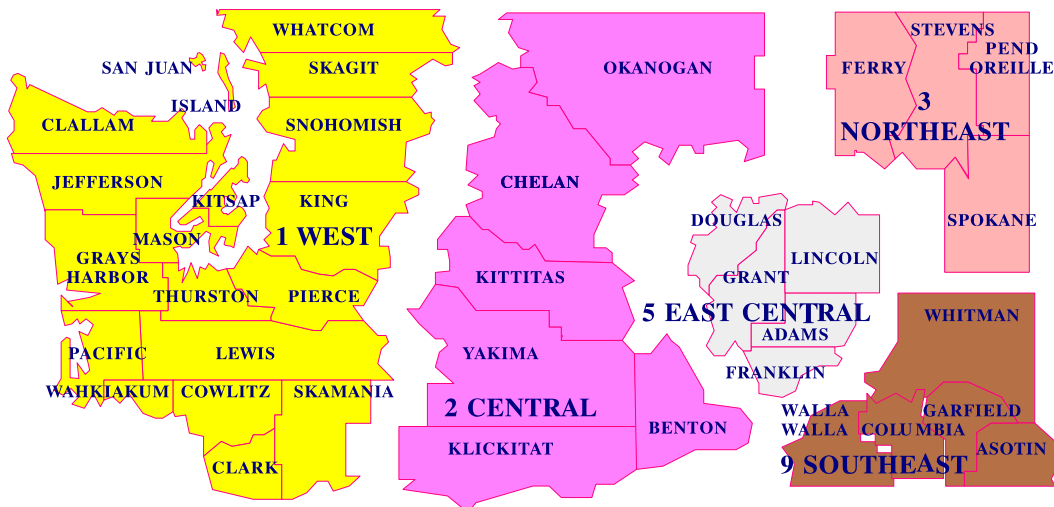 WHATCOM
SAN JUAN
SKAGIT
ISLAND
CLALLAM
SNOHOMISH
JEFFERSON
KITSAP
KING
MASON
1 WEST
GRAYS
HARBOR
THURSTON
PIERCE
PACIFIC
LEWIS
WAHKIAKUM
COWLITZ
SKAMANIA
CLARK
OKANOGAN
CHELAN
KITTITAS
YAKIMA
2 CENTRAL
BENTON
KLICKITAT
STEVENS
PEND
OREILLE
FERRY
3
NORTHEAST
SPOKANE
DOUGLAS
LINCOLN
GRANT
5 EAST CENTRAL
ADAMS
FRANKLIN
WHITMAN
WALLA
WALLA
GARFIELD
COLUMBIA
ASOTIN
9 SOUTHEAST